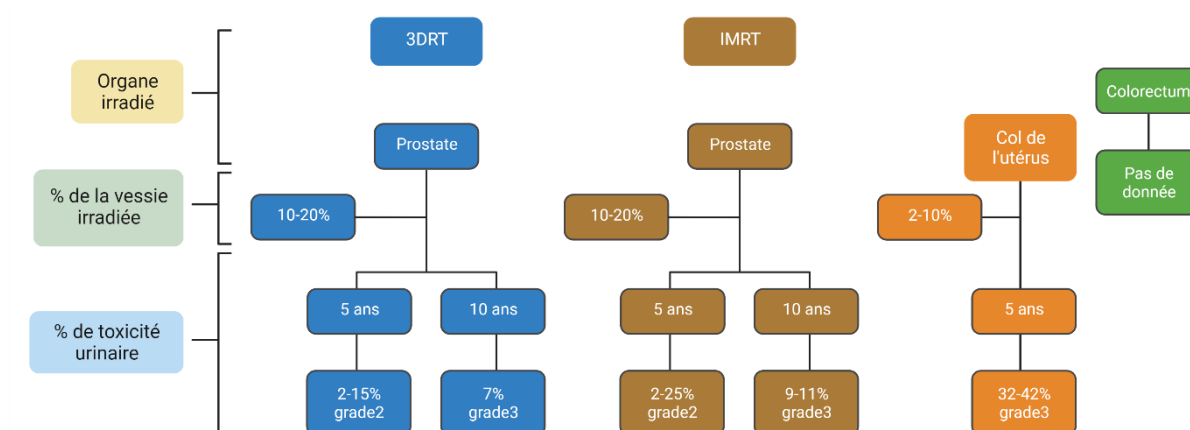 3DRT
IMRT
Organe
irradié
Colorectum
Prostate
Prostate
Col de
l'utérus
Pas de
donnée
% de la vessie
irradiée
10-20%
10-20%
2-10%
% de toxicité
urinaire
5 ans
10 ans
5 ans
10 ans
5 ans
2-15%
grade2
7%
grade3
2-25%
grade2
9-11%
grade3
32-42%
grade3